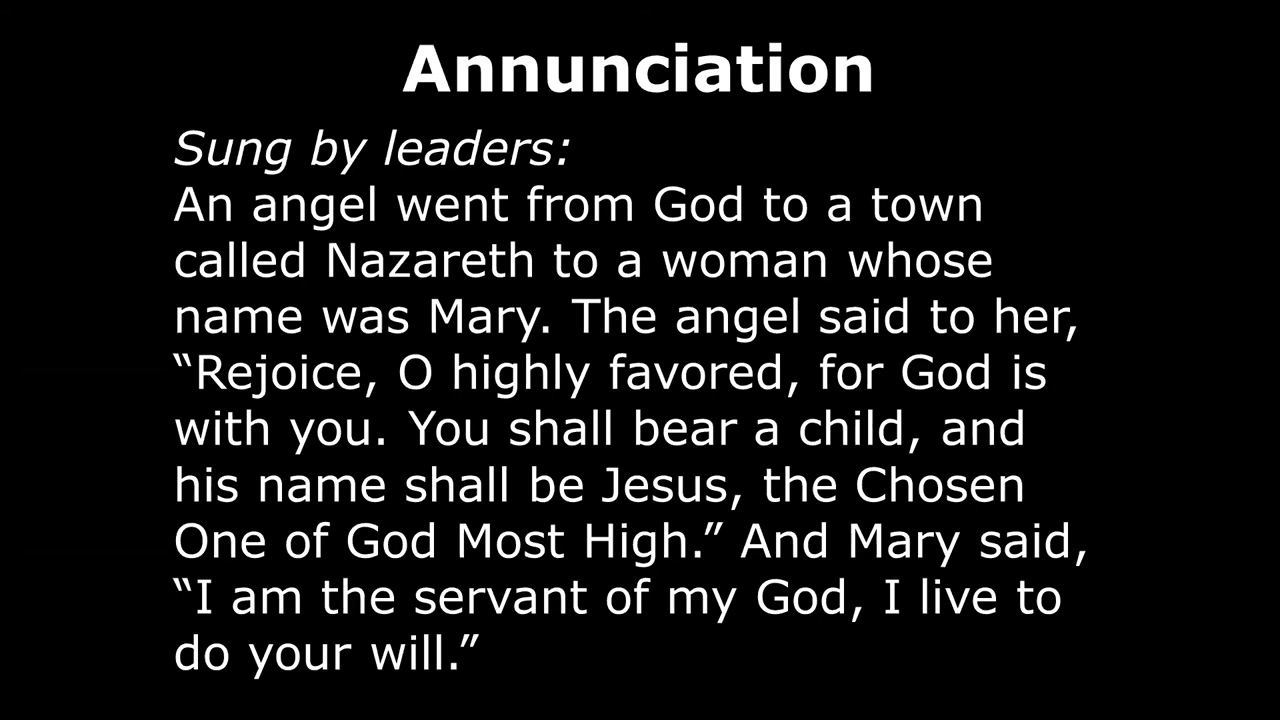 Annunciation
Sung by leaders:
An angel went from God to a town
called Nazareth to a woman whose
name was Mary. The angel said to her,
“Rejoice, O highly favored, for God is
with you. You shall bear a child, and
his name shall be Jesus, the Chosen
One of God Most High.” And Mary said,
“I am the servant of my God, I live to
do your will.”